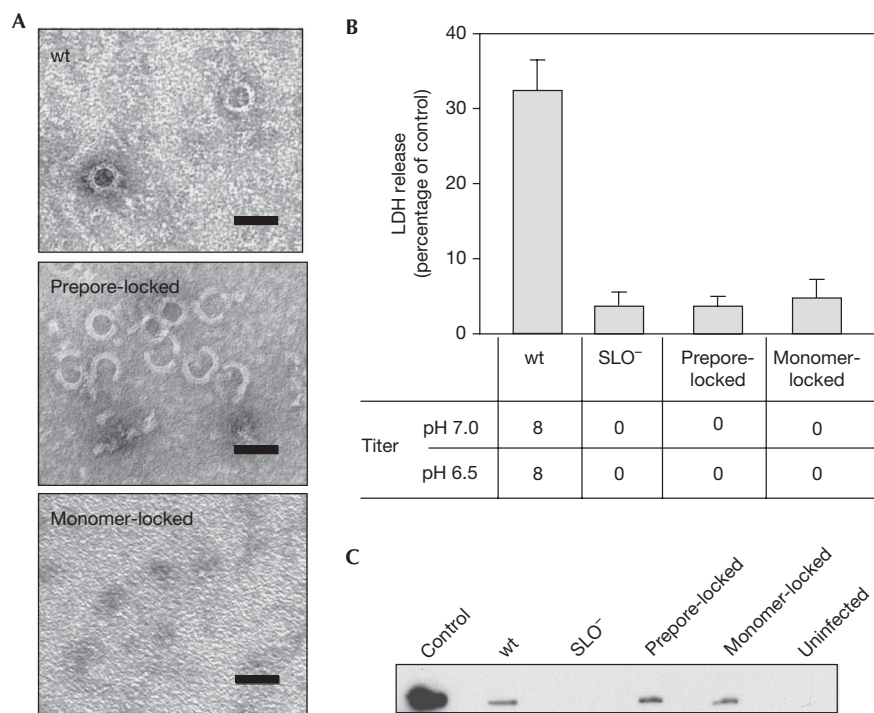 A
wt
Prepore-locked
Monomer-locked
B
LDH release
(percentage of control)
40
30
20
10
0
wt SLO⁻ Prepore-locked Monomer-locked
Titer
pH 7.0 8 0 0 0
pH 6.5 8 0 0 0
C
Control wt SLO⁻ Prepore-locked Monomer-locked Uninfected